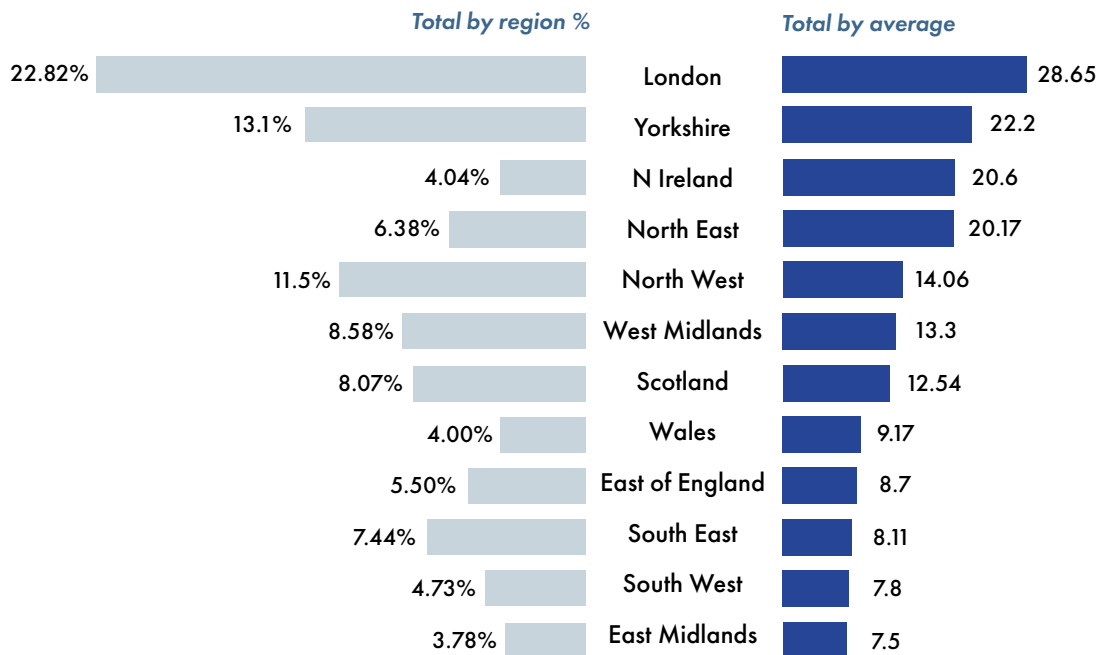 Total by region % Total by average
22.82% London 28.65
13.1% Yorkshire 22.2
4.04% N Ireland 20.6
6.38% North East 20.17
11.5% North West 14.06
8.58% West Midlands 13.3
8.07% Scotland 12.54
4.00% Wales 9.17
5.50% East of England 8.7
7.44% South East 8.11
4.73% South West 7.8
3.78% East Midlands 7.5